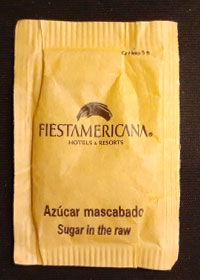 FIESTAMERICANA®
HOTELS & RESORTS
Azúcar mascabado
Sugar in the raw